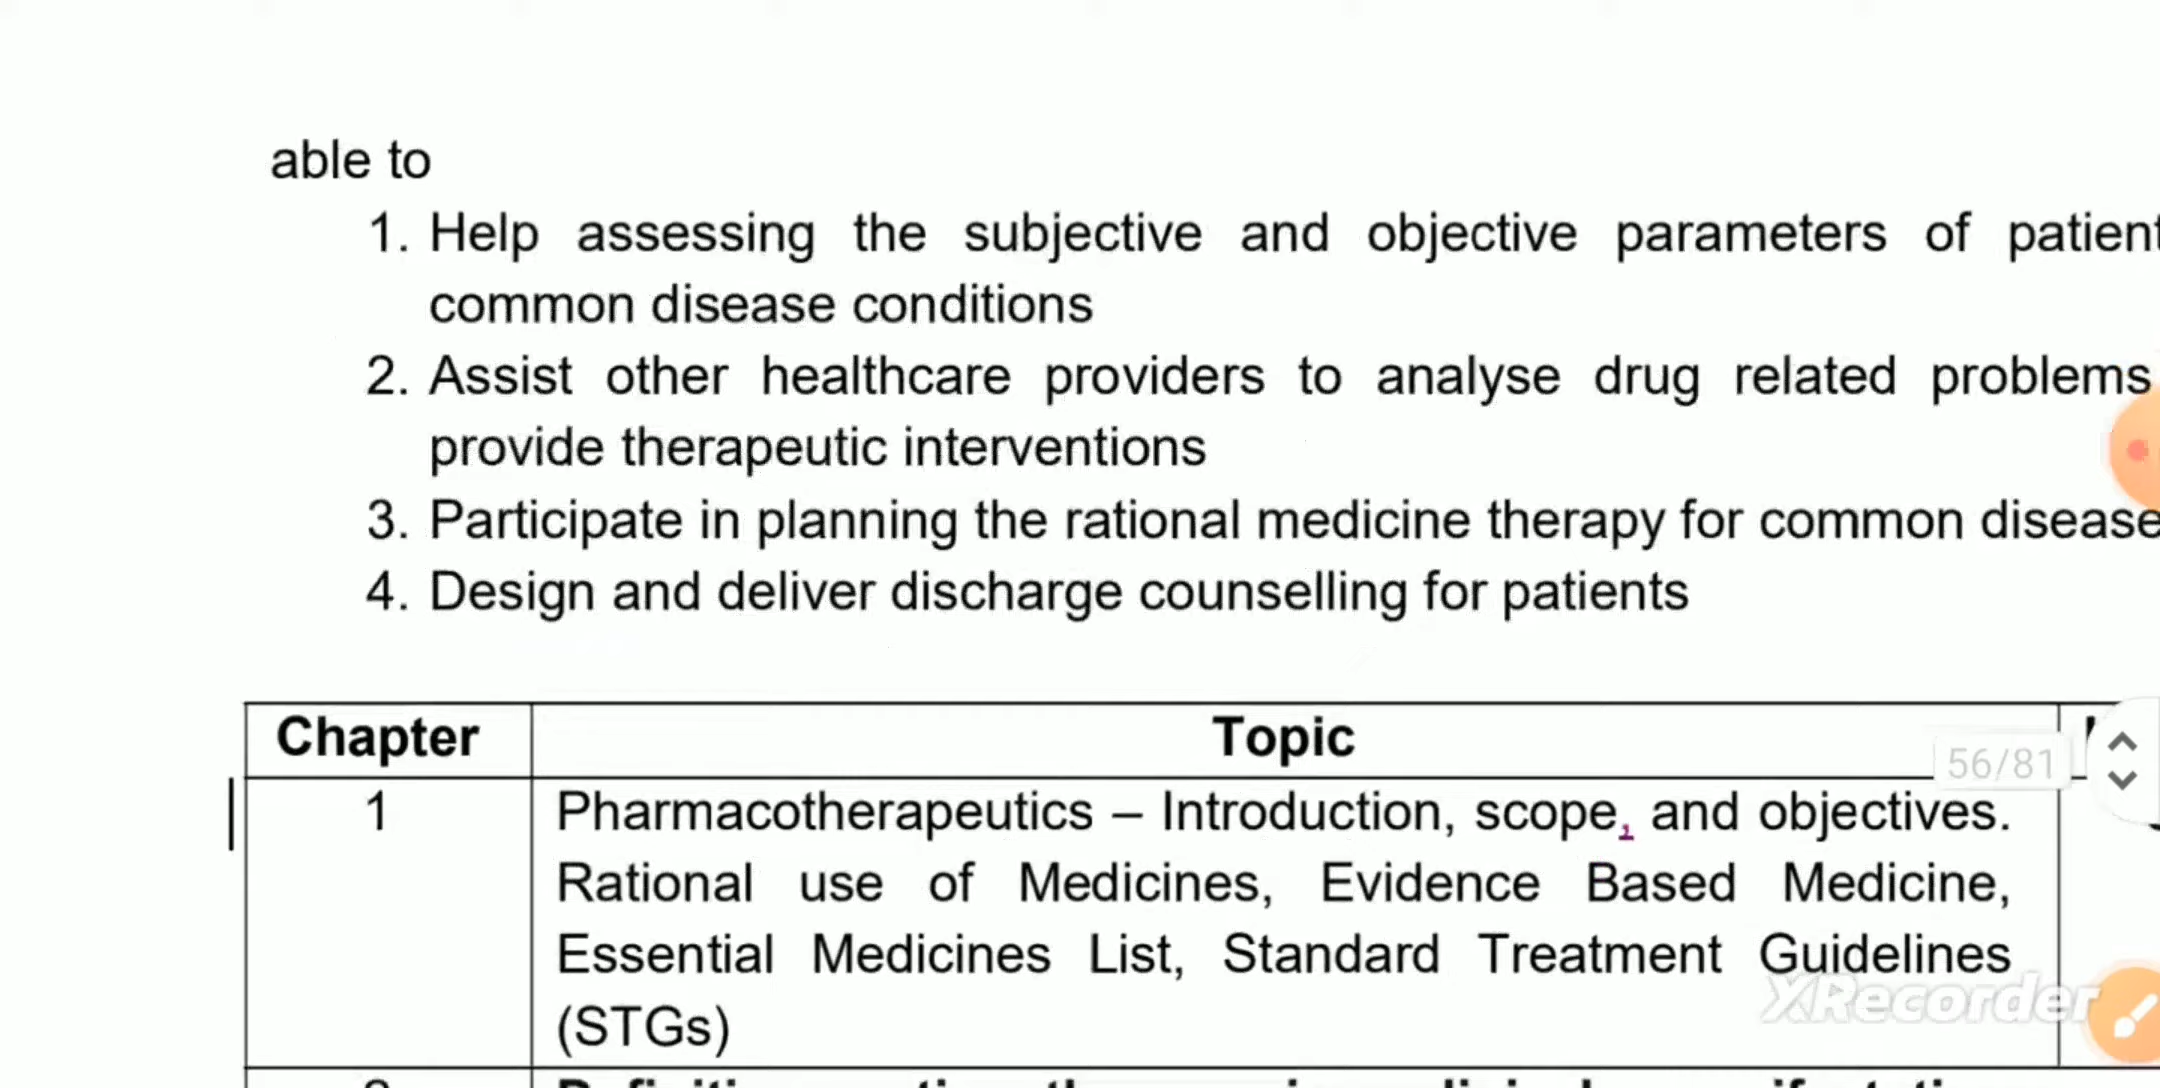 able to
1. Help assessing the subjective and objective parameters of patient
common disease conditions
2. Assist other healthcare providers to analyse drug related problems
provide therapeutic interventions
3. Participate in planning the rational medicine therapy for common disease
4. Design and deliver discharge counselling for patients
Chapter Topic
56/81
1 Pharmacotherapeutics – Introduction, scope, and objectives.
Rational use of Medicines, Evidence Based Medicine,
Essential Medicines List, Standard Treatment Guidelines
(STGs)
XRecorder